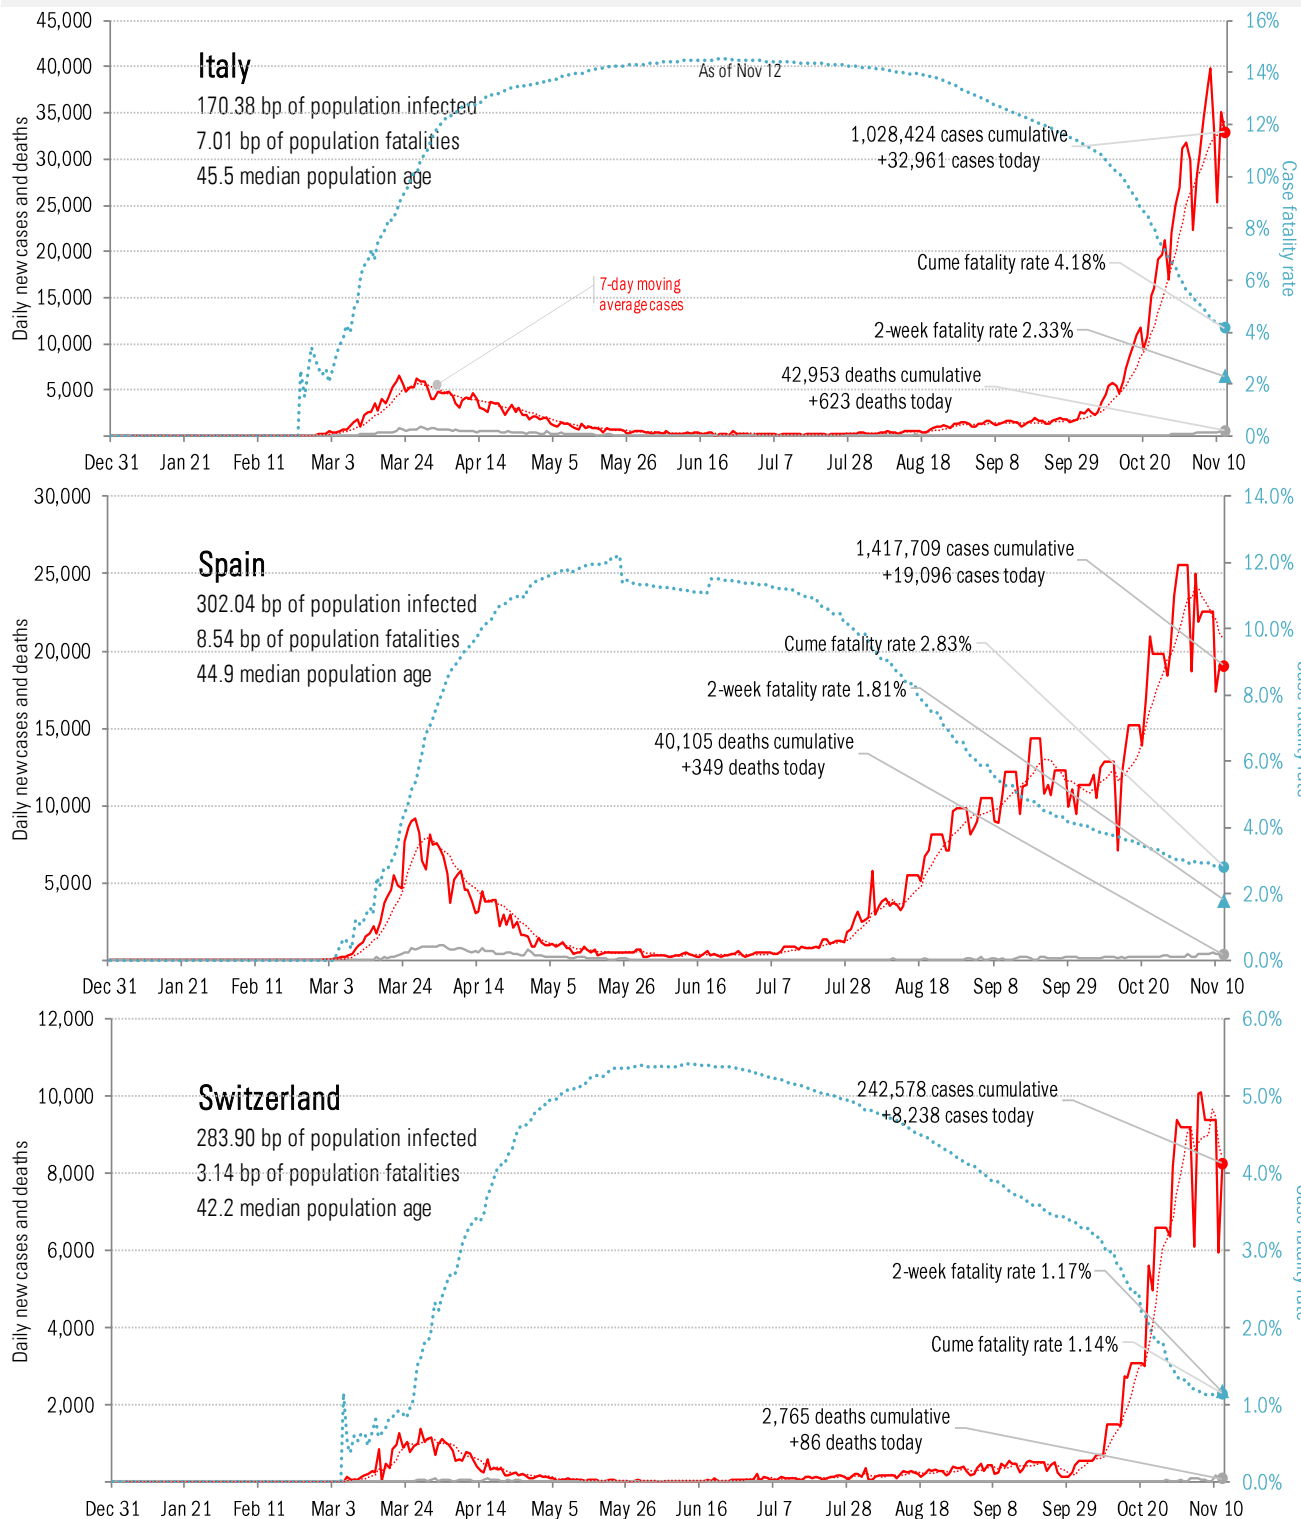 45,000
40,000
35,000
30,000
25,000
20,000
15,000
10,000
5,000
Daily new cases and deaths
16%
14%
12%
10%
8%
6%
4%
2%
0%
Case fatality rate
Italy
170.38 bp of population infected
7.01 bp of population fatalities
45.5 median population age
As of Nov 12
1,028,424 cases cumulative
+32,961 cases today
Cume fatality rate 4.18%
7-day moving
average cases
2-week fatality rate 2.33%
42,953 deaths cumulative
+623 deaths today
Dec 31 Jan 21 Feb 11 Mar 3 Mar 24 Apr 14 May 5 May 26 Jun 16 Jul 7 Jul 28 Aug 18 Sep 8 Sep 29 Oct 20 Nov 10
30,000
25,000
20,000
15,000
10,000
5,000
Daily new cases and deaths
14.0%
12.0%
10.0%
8.0%
6.0%
4.0%
2.0%
0.0%
Spain
302.04 bp of population infected
8.54 bp of population fatalities
44.9 median population age
1,417,709 cases cumulative
+19,096 cases today
Cume fatality rate 2.83%
2-week fatality rate 1.81%
40,105 deaths cumulative
+349 deaths today
Dec 31 Jan 21 Feb 11 Mar 3 Mar 24 Apr 14 May 5 May 26 Jun 16 Jul 7 Jul 28 Aug 18 Sep 8 Sep 29 Oct 20 Nov 10
12,000
10,000
8,000
6,000
4,000
2,000
Daily new cases and deaths
6.0%
5.0%
4.0%
3.0%
2.0%
1.0%
0.0%
Switzerland
283.90 bp of population infected
3.14 bp of population fatalities
42.2 median population age
242,578 cases cumulative
+8,238 cases today
2-week fatality rate 1.17%
Cume fatality rate 1.14%
2,765 deaths cumulative
+86 deaths today
Dec 31 Jan 21 Feb 11 Mar 3 Mar 24 Apr 14 May 5 May 26 Jun 16 Jul 7 Jul 28 Aug 18 Sep 8 Sep 29 Oct 20 Nov 10